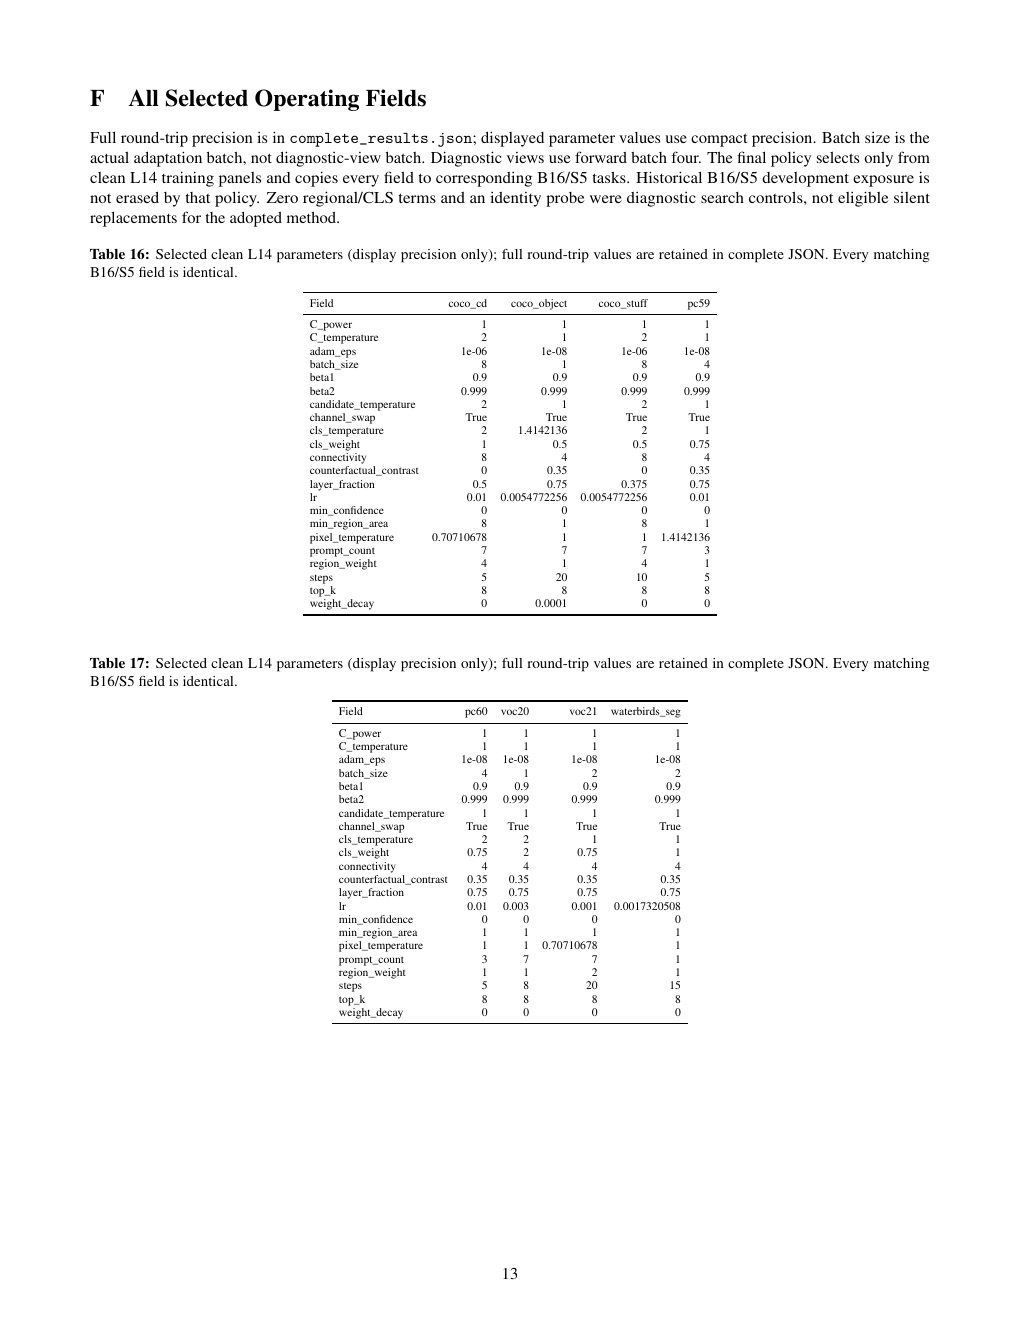 F All Selected Operating Fields
Full round-trip precision is in complete_results.json; displayed parameter values use compact precision. Batch size is the
actual adaptation batch, not diagnostic-view batch. Diagnostic views use forward batch four. The final policy selects only from
clean L14 training panels and copies every field to corresponding B16/S5 tasks. Historical B16/S5 development exposure is
not erased by that policy. Zero regional/CLS terms and an identity probe were diagnostic search controls, not eligible silent
replacements for the adopted method.
Table 16: Selected clean L14 parameters (display precision only); full round-trip values are retained in complete JSON. Every matching
B16/S5 field is identical.
Field coco_cd coco_object coco_stuff pc59
C_power 1 1 1 1
C_temperature 2 1 2 1
adam_eps 1e-06 1e-08 1e-06 1e-08
batch_size 8 1 8 4
beta1 0.9 0.9 0.9 0.9
beta2 0.999 0.999 0.999 0.999
candidate_temperature 2 1 2 1
channel_swap True True True True
cls_temperature 2 1.4142136 2 1
cls_weight 1 0.5 0.5 0.75
connectivity 8 4 8 4
counterfactual_contrast 0 0.35 0 0.35
layer_fraction 0.5 0.75 0.375 0.75
lr 0.01 0.0054772256 0.0054772256 0.01
min_confidence 0 0 0 0
min_region_area 8 1 8 1
pixel_temperature 0.70710678 1 1 1.4142136
prompt_count 7 7 7 3
region_weight 4 1 4 1
steps 5 20 10 5
top_k 8 8 8 8
weight_decay 0 0.0001 0 0
Table 17: Selected clean L14 parameters (display precision only); full round-trip values are retained in complete JSON. Every matching
B16/S5 field is identical.
Field pc60 voc20 voc21 waterbirds_seg
C_power 1 1 1 1
C_temperature 1 1 1 1
adam_eps 1e-08 1e-08 1e-08 1e-08
batch_size 4 1 2 2
beta1 0.9 0.9 0.9 0.9
beta2 0.999 0.999 0.999 0.999
candidate_temperature 1 1 1 1
channel_swap True True True True
cls_temperature 2 2 1 1
cls_weight 0.75 2 0.75 1
connectivity 4 4 4 4
counterfactual_contrast 0.35 0.35 0.35 0.35
layer_fraction 0.75 0.75 0.75 0.75
lr 0.01 0.003 0.001 0.0017320508
min_confidence 0 0 0 0
min_region_area 1 1 1 1
pixel_temperature 1 1 0.70710678 1
prompt_count 3 7 7 1
region_weight 1 1 2 1
steps 5 8 20 15
top_k 8 8 8 8
weight_decay 0 0 0 0
13